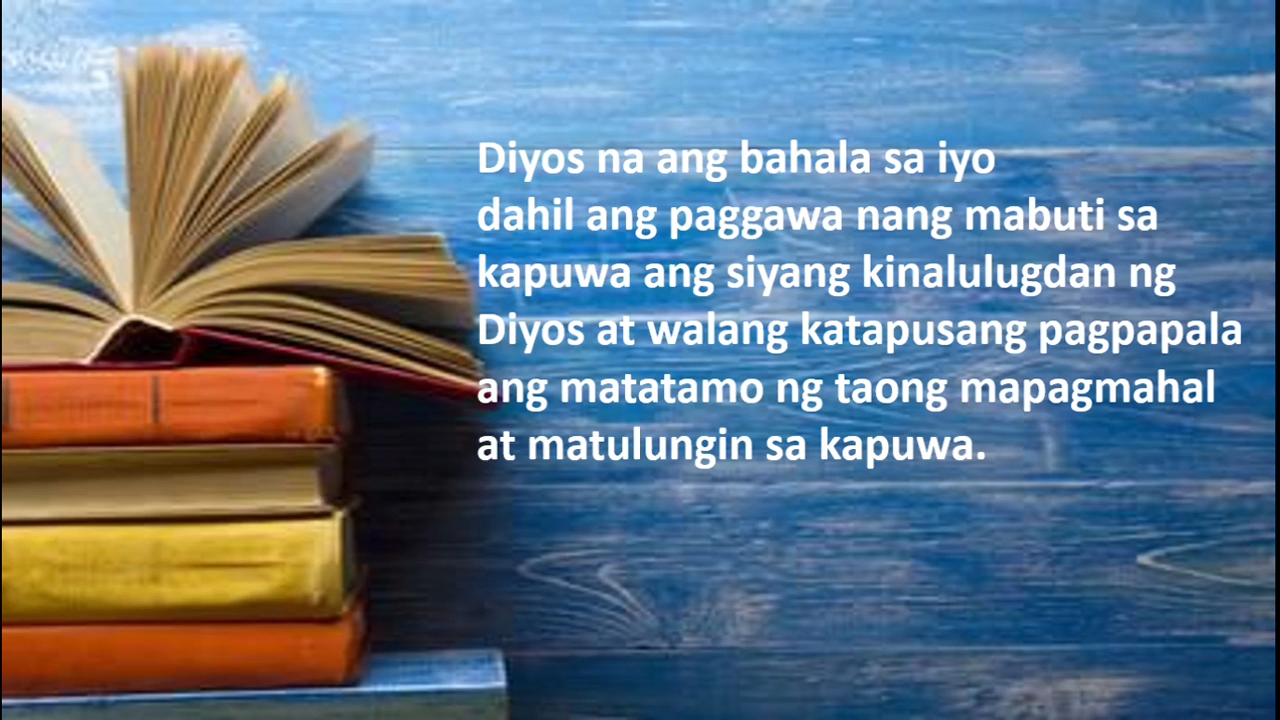 Diyos na ang bahala sa iyo
dahil ang paggawa nang mabuti sa
kapuwa ang siyang kinalulugdan ng
Diyos at walang katapusang pagpapala
ang matatamo ng taong mapagmahal
at matulungin sa kapuwa.